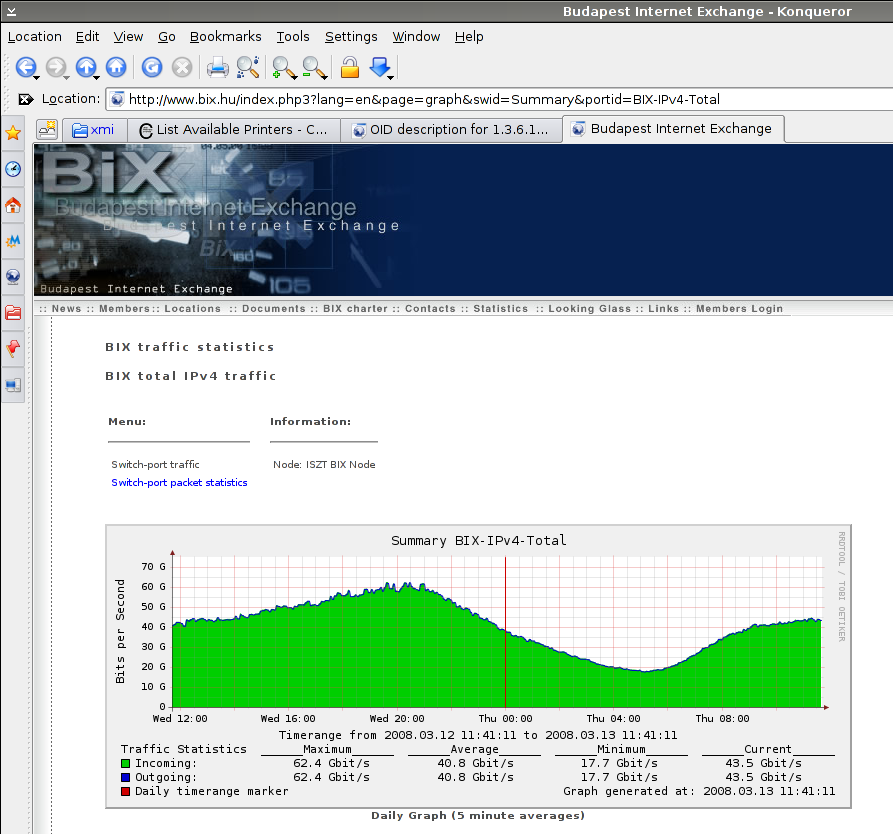 Budapest Internet Exchange - Konqueror
Location Edit View Go Bookmarks Tools Settings Window Help
Location: http://www.bix.hu/index.php3?lang=en&page=graph&swid=Summary&portid=BIX-IPv4-Total
xmi List Available Printers - C... OID description for 1.3.6.1... Budapest Internet Exchange
BiX
Budapest Internet Exchange
Budapest Internet Exchange
BiX
105
Budapest Internet Exchange
:: News :: Members :: Locations :: Documents :: BIX charter :: Contacts :: Statistics :: Looking Glass :: Links :: Members Login
BIX traffic statistics
BIX total IPv4 traffic
Menu: Information:
Switch-port traffic Node: ISZT BIX Node
Switch-port packet statistics
Summary BIX-IPv4-Total
RRDTOOL / TOBI OETIKER
Bits per Second
70 G
60 G
50 G
40 G
30 G
20 G
10 G
0
Wed 12:00 Wed 16:00 Wed 20:00 Thu 00:00 Thu 04:00 Thu 08:00
Timerange from 2008.03.12 11:41:11 to 2008.03.13 11:41:11
Traffic Statistics Maximum Average Minimum Current
Incoming: 62.4 Gbit/s 40.8 Gbit/s 17.7 Gbit/s 43.5 Gbit/s
Outgoing: 62.4 Gbit/s 40.8 Gbit/s 17.7 Gbit/s 43.5 Gbit/s
Daily timerange marker Graph generated at: 2008.03.13 11:41:11
Daily Graph (5 minute averages)